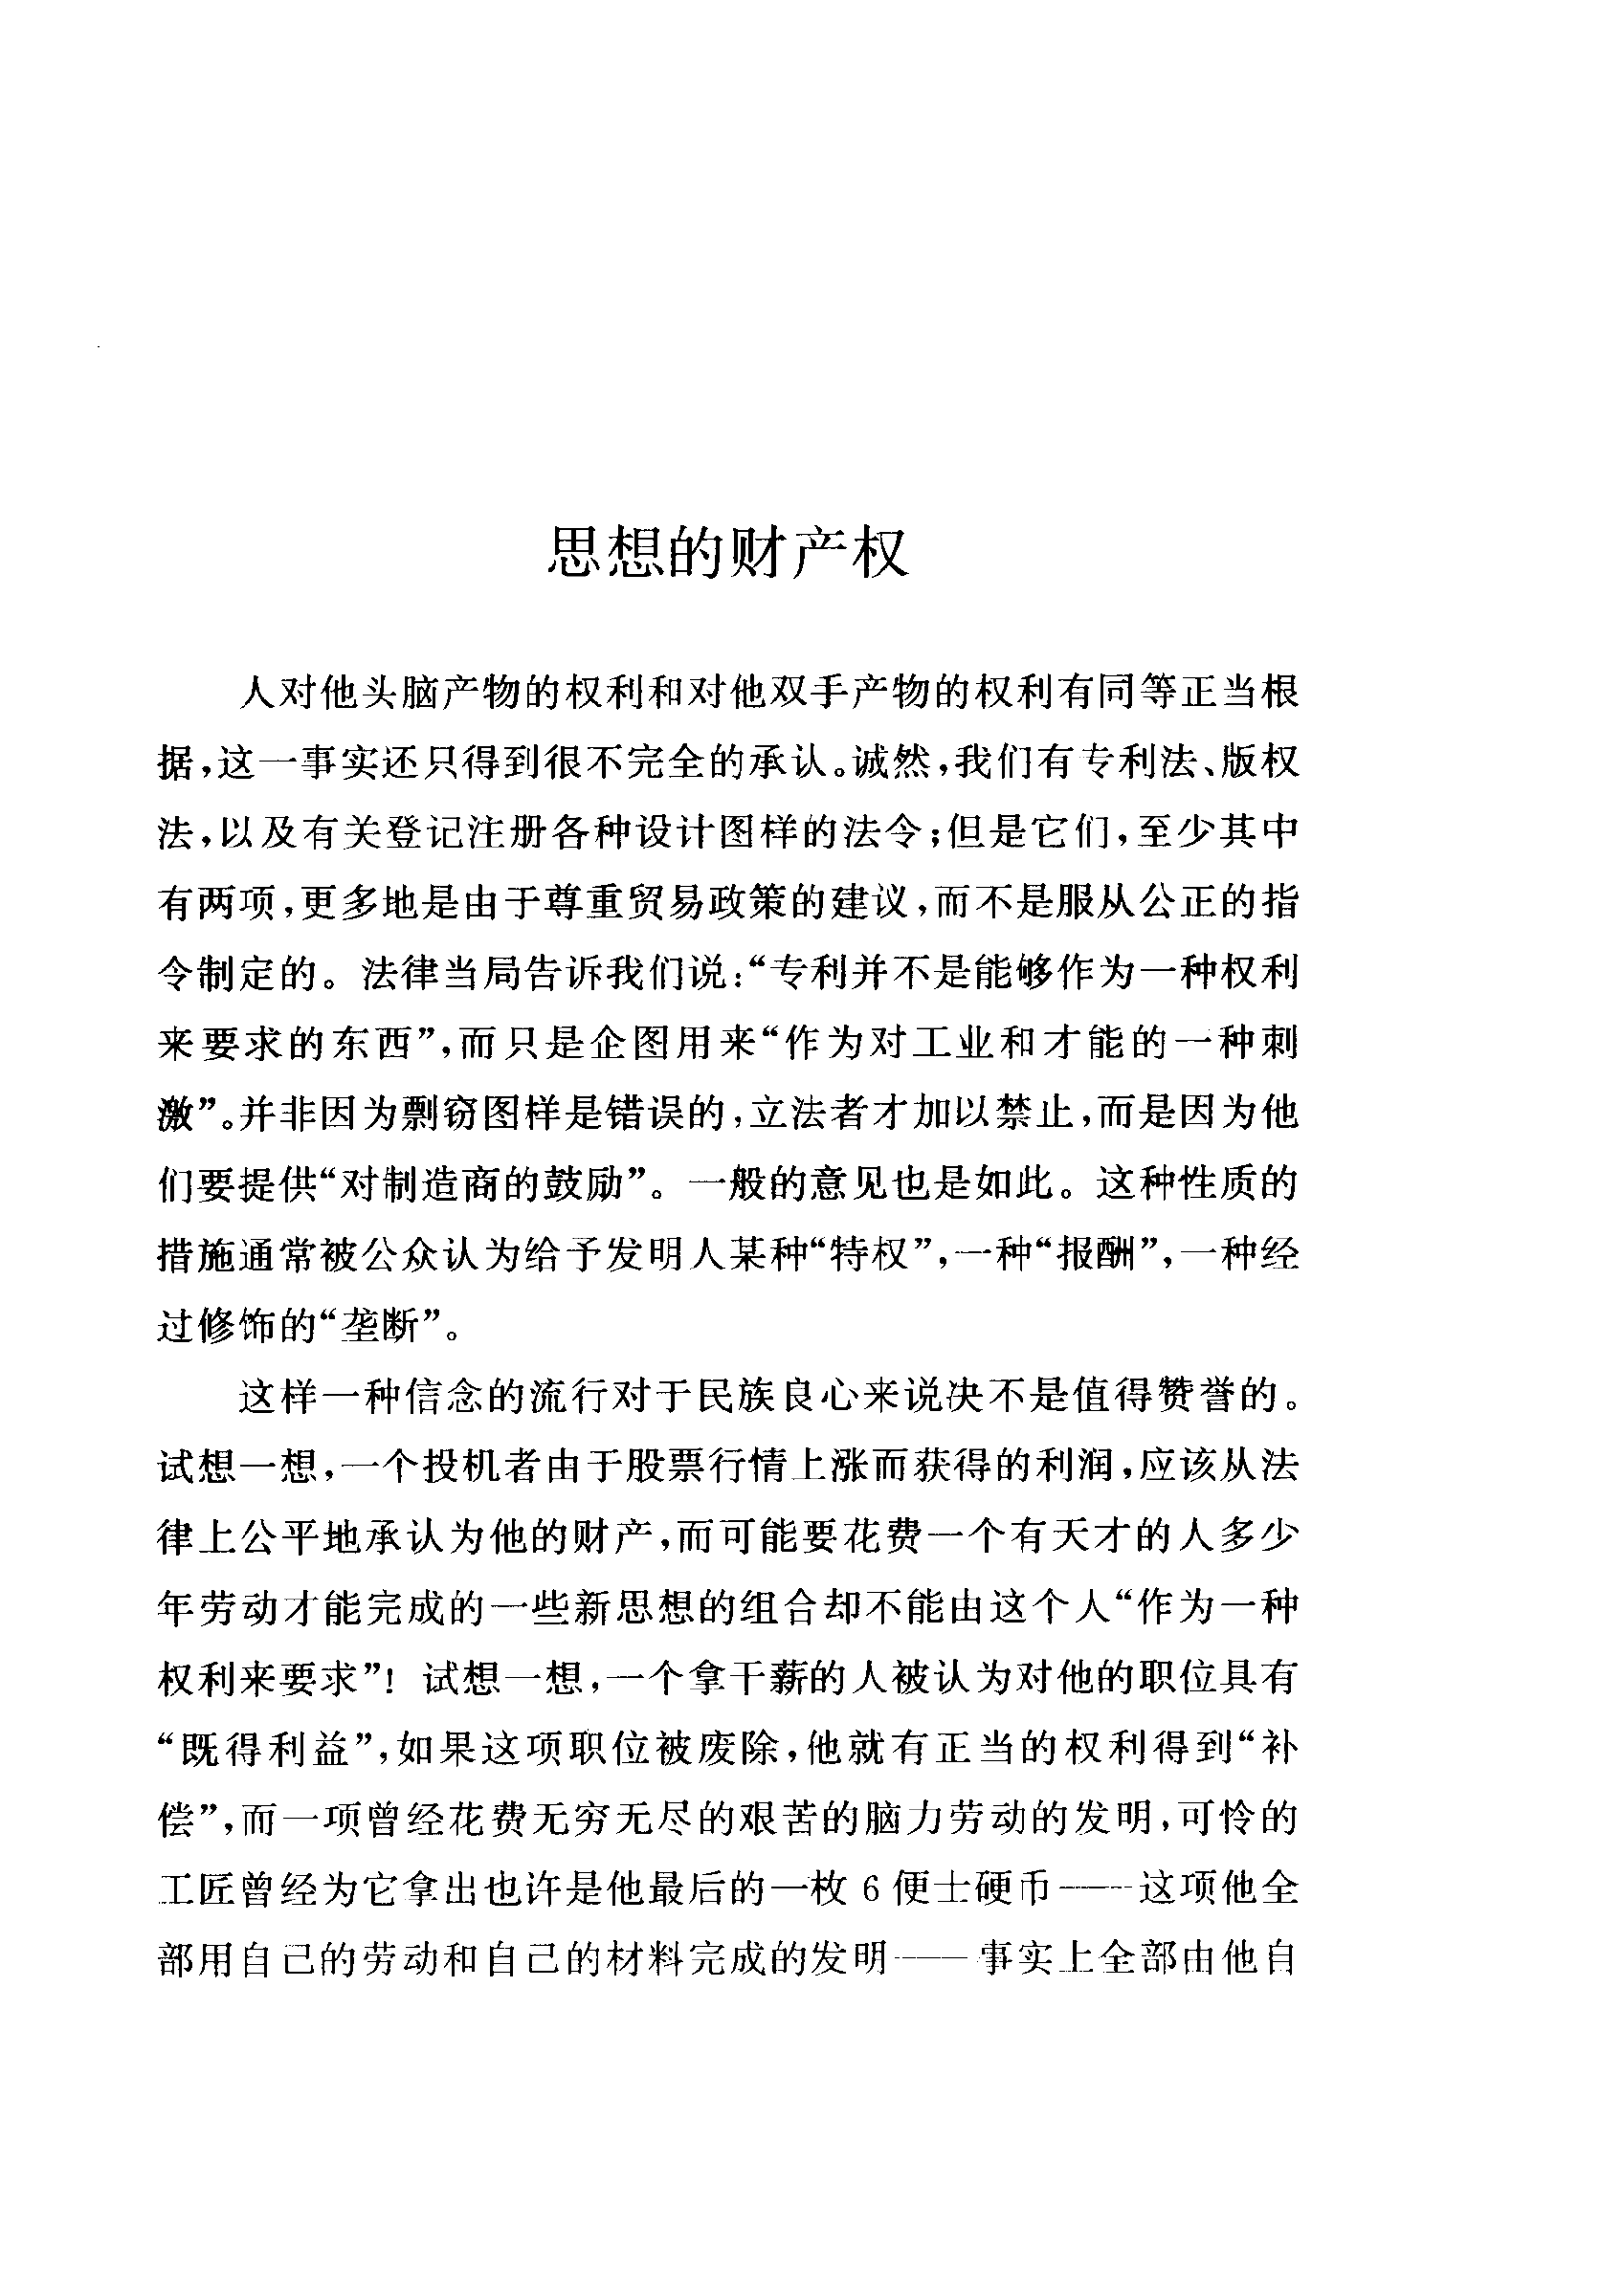 思想的财产权
人对他头脑产物的权利和对他双手产物的权利有同等正当根
据，这一事实还只得到很不完全的承认。诚然，我们有专利法、版权
法，以及有关登记注册各种设计图样的法令；但是它们，至少其中
有两项，更多地是由于尊重贸易政策的建议，而不是服从公正的指
令制定的。法律当局告诉我们说：“专利并不是能够作为一种权利
来要求的东西”，而只是企图用来“作为对工业和才能的一种刺
激”。并非因为剽窃图样是错误的，立法者才加以禁止，而是因为他
们要提供“对制造商的鼓励”。一般的意见也是如此。这种性质的
措施通常被公众认为给予发明人某种“特权”，一种“报酬”，一种经
过修饰的“垄断”。
这样一种信念的流行对于民族良心来说决不是值得赞誉的。
试想一想，一个投机者由于股票行情上涨而获得的利润，应该从法
律上公平地承认为他的财产，而可能要花费一个有天才的人多少
年劳动才能完成的一些新思想的组合却不能由这个人“作为一种
权利来要求”！试想一想，一个拿干薪的人被认为对他的职位具有
“既得利益”，如果这项职位被废除，他就有正当的权利得到“补
偿”，而一项曾经花费无穷无尽的艰苦的脑力劳动的发明，可怜的
工匠曾经为它拿出也许是他最后的一枚 6 便士硬币——这项他全
部用自己的劳动和自己的材料完成的发明——事实上全部由他自